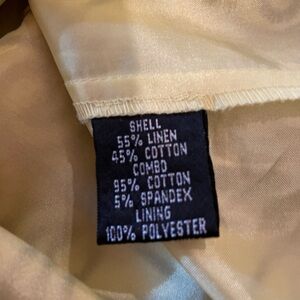 SHELL
55% LINEN
45% COTTON
COMBO
95% COTTON
5% SPANDEX
LINING
100% POLYESTER